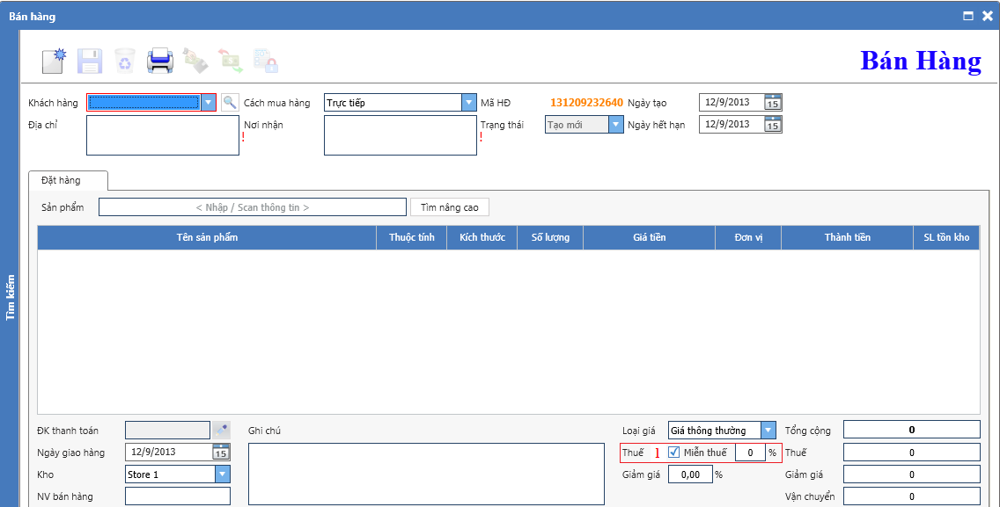 Bán hàng
Bán Hàng
Khách hàng Cách mua hàng Trực tiếp Mã HĐ 131209232640 Ngày tạo 12/9/2013 15
Địa chỉ ! Nơi nhận ! Trạng thái Tạo mới Ngày hết hạn 12/9/2013 15
Đặt hàng
Sản phẩm < Nhập / Scan thông tin > Tìm nâng cao
Tên sản phẩm Thuộc tính Kích thước Số lượng Giá tiền Đơn vị Thành tiền SL tồn kho
Tìm kiếm
ĐK thanh toán Ghi chú Loại giá Giá thông thường Tổng cộng 0
Ngày giao hàng 12/9/2013 15 Thuế 1 Miễn thuế 0 % Thuế 0
Kho Store 1 Giảm giá 0,00 % Giảm giá 0
NV bán hàng Vận chuyển 0